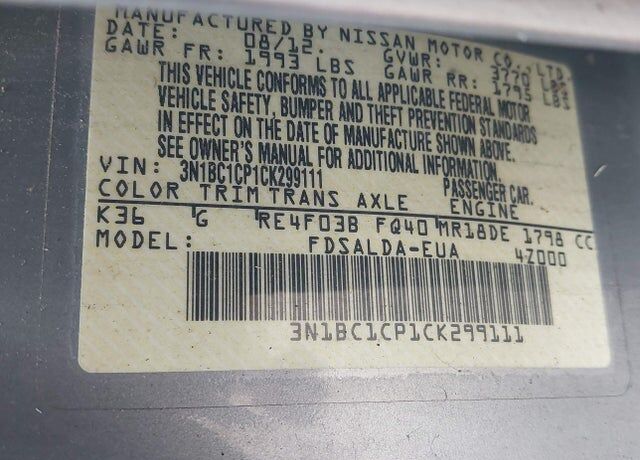 MANUFACTURED BY NISSAN MOTOR CO., LTD.
DATE: 08/12. GVWR: 3770 LBS
GAWR FR: 1993 LBS GAWR RR: 1795 LBS
THIS VEHICLE CONFORMS TO ALL APPLICABLE FEDERAL MOTOR
VEHICLE SAFETY, BUMPER AND THEFT PREVENTION STANDARDS
IN EFFECT ON THE DATE OF MANUFACTURE SHOWN ABOVE.
SEE OWNER'S MANUAL FOR ADDITIONAL INFORMATION.
VIN: 3N1BC1CP1CK299111 PASSENGER CAR.
COLOR TRIM TRANS AXLE ENGINE
K36 G RE4F03B FQ40 MR18DE 1798 CC
MODEL: FDSALDA-EUA 4Z000
3N1BC1CP1CK299111